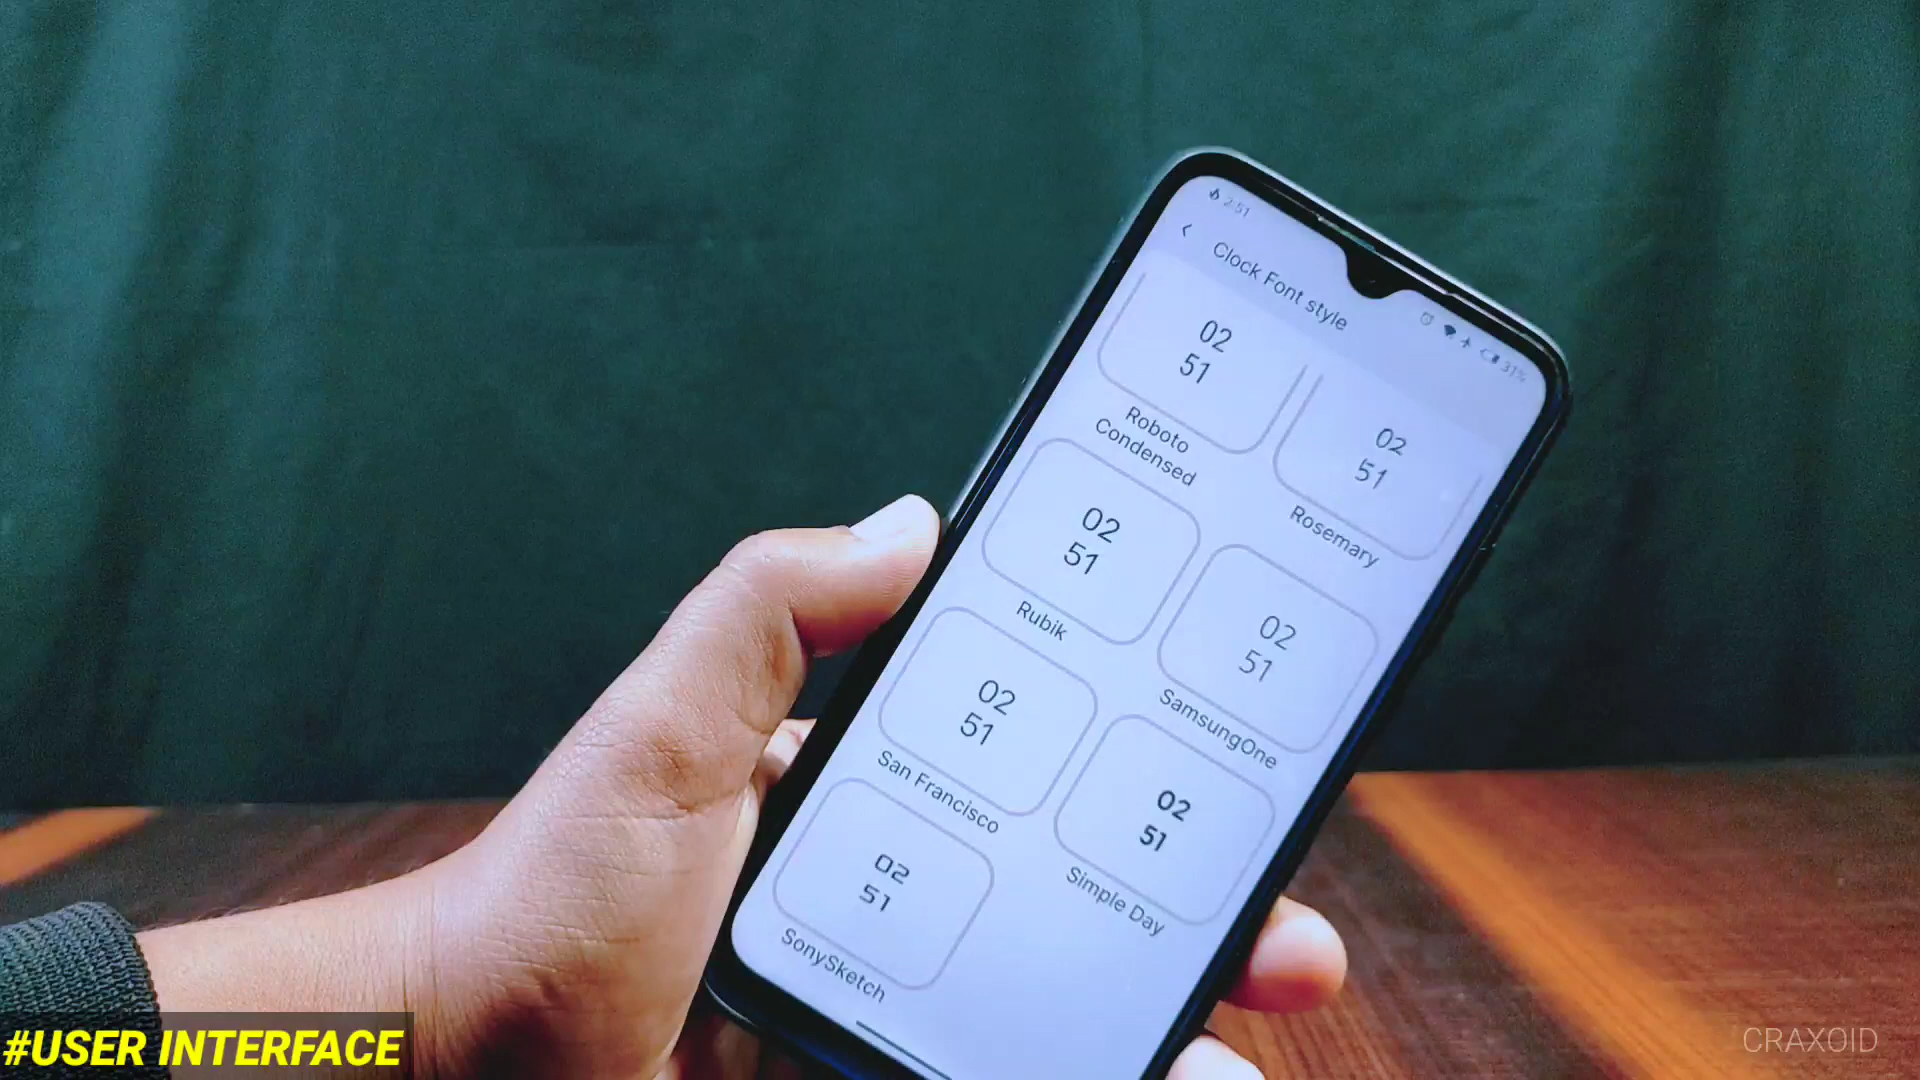 2:51
31%
Clock Font style
02
51
Roboto
Condensed
02
51
Rosemary
02
51
Rubik
02
51
SamsungOne
02
51
San Francisco
02
51
Simple Day
02
51
SonySketch
#USER INTERFACE
CRAXOID